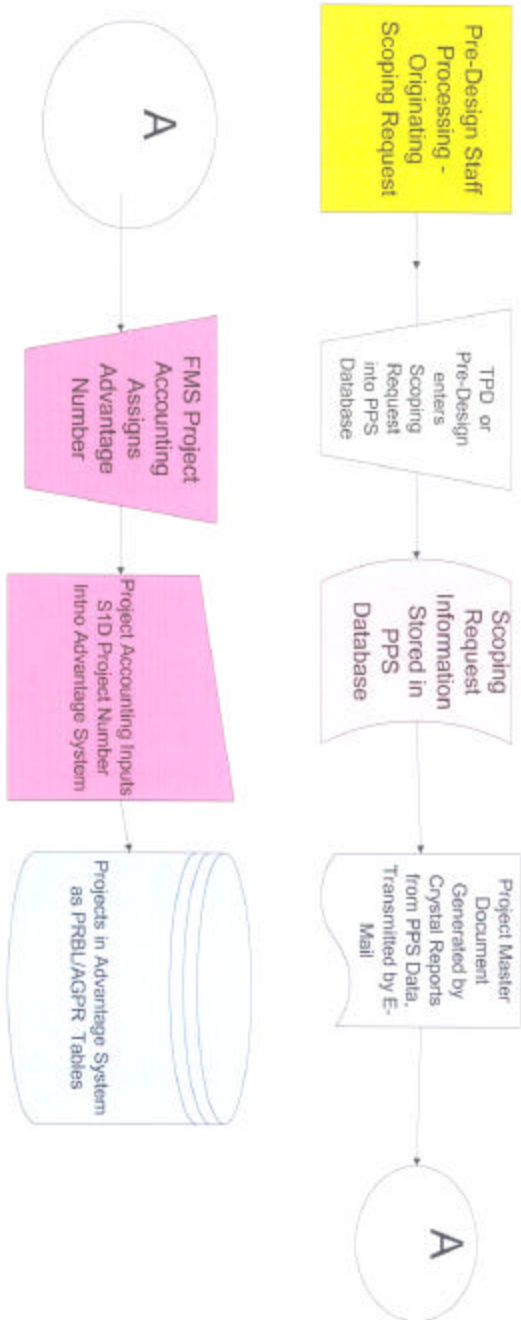 Pre-Design Staff
Processing -
Originating
Scoping Request
TPD or
Pre-Design
enters
Scoping
Request
into PPS
Database
Scoping
Request
Information
Stored in
PPS
Database
Project Master
Document
Generated by
Crystal Reports
from PPS Data,
Transmitted by E-
Mail
A
A
FMS Project
Accounting
Assigns
Advantage
Number
Project Accounting Inputs
S1D Project Number
Intno Advantage System
Projects in Advantage System
as PRBL/AGPR Tables